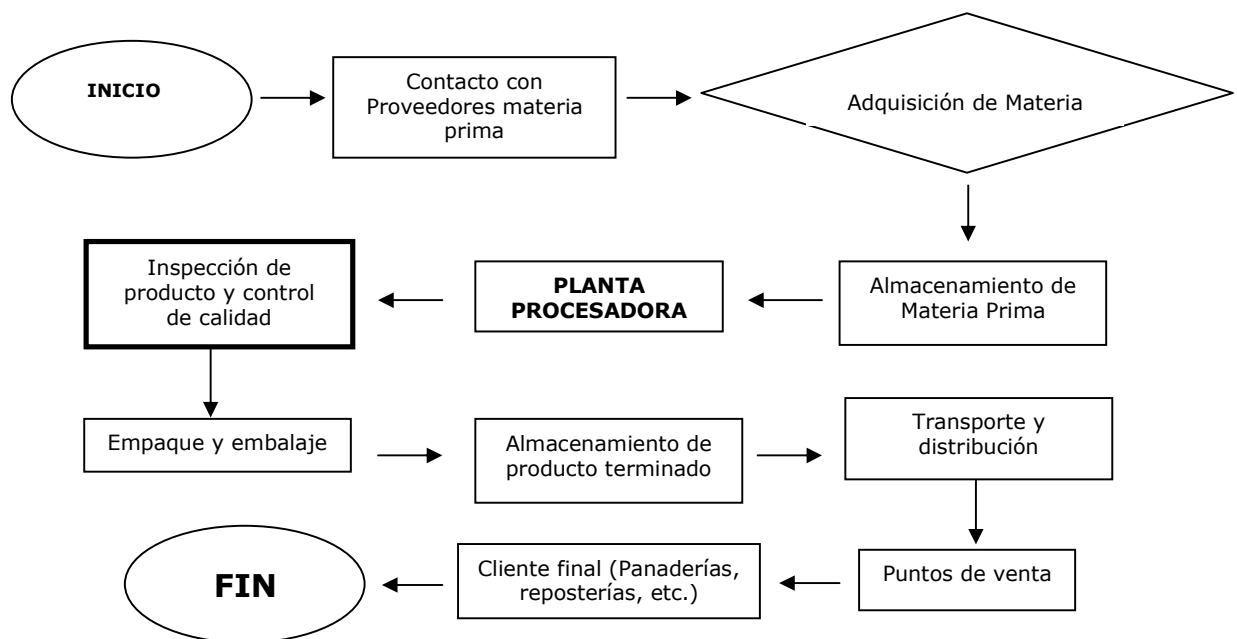 INICIO
Contacto con
Proveedores materia
prima
Adquisición de Materia
Almacenamiento de
Materia Prima
PLANTA
PROCESADORA
Inspección de
producto y control
de calidad
Empaque y embalaje
Almacenamiento de
producto terminado
Transporte y
distribución
Puntos de venta
Cliente final (Panaderías,
reposterías, etc.)
FIN